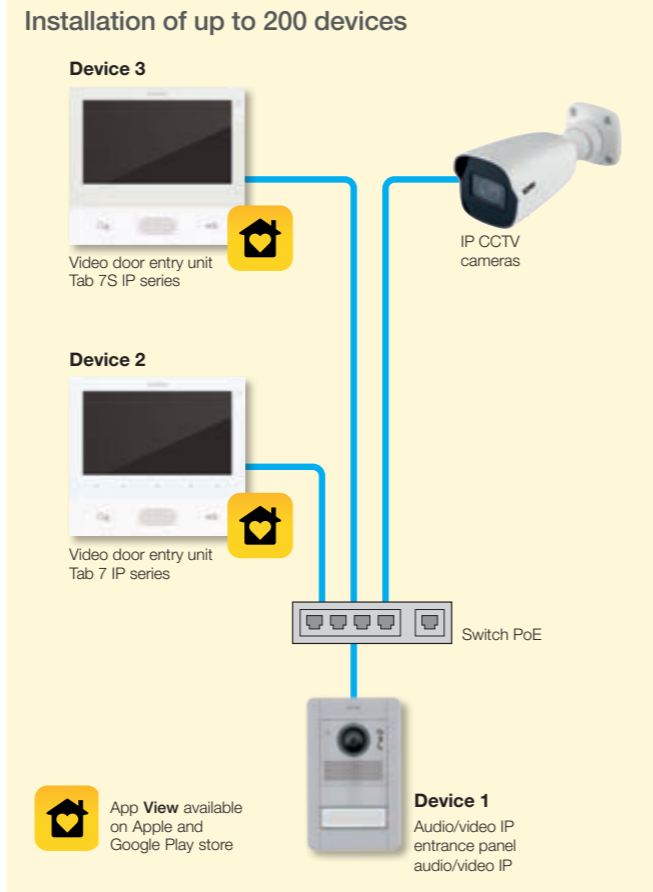 Installation of up to 200 devices
Device 3
Video door entry unit
Tab 7S IP series
IP CCTV
cameras
Device 2
Video door entry unit
Tab 7 IP series
Switch PoE
App View available
on Apple and
Google Play store
Device 1
Audio/video IP
entrance panel
audio/video IP